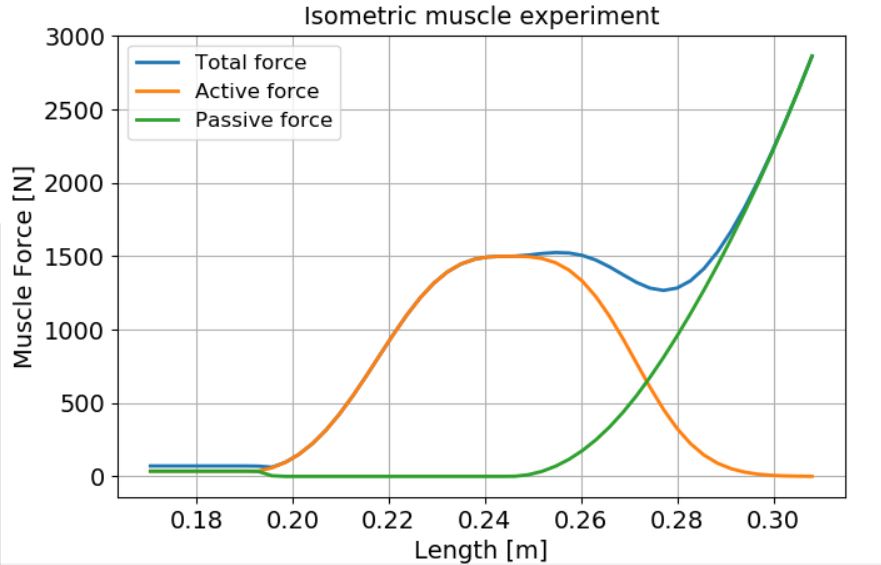 Isometric muscle experiment
Total force
Active force
Passive force
Muscle Force [N]
3000
2500
2000
1500
1000
500
0
0.18 0.20 0.22 0.24 0.26 0.28 0.30
Length [m]